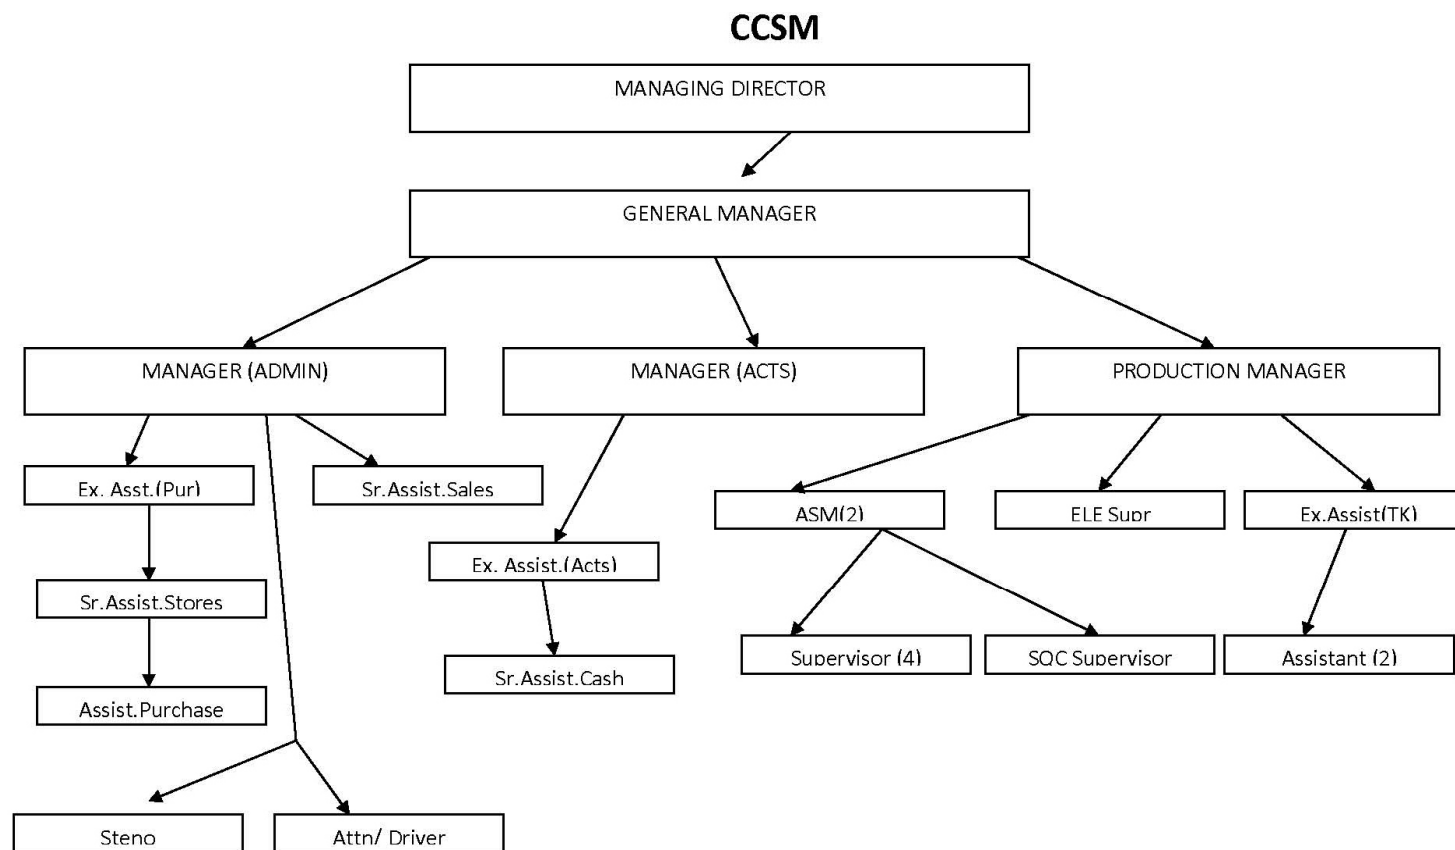 CCSM
MANAGING DIRECTOR
GENERAL MANAGER
MANAGER (ADMIN)
MANAGER (ACTS)
PRODUCTION MANAGER
Ex. Asst.(Pur)
Sr.Assist.Sales
ASM(2)
ELE Supr
Ex.Assist(TK)
Ex. Assist.(Acts)
Sr.Assist.Stores
Supervisor (4)
SQC Supervisor
Assistant (2)
Sr.Assist.Cash
Assist.Purchase
Steno
Attn/ Driver